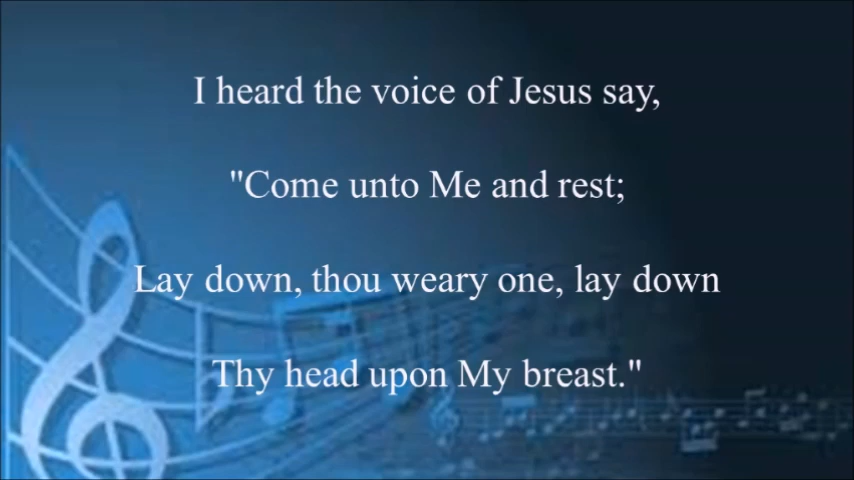 I heard the voice of Jesus say,
"Come unto Me and rest;
Lay down, thou weary one, lay down
Thy head upon My breast."